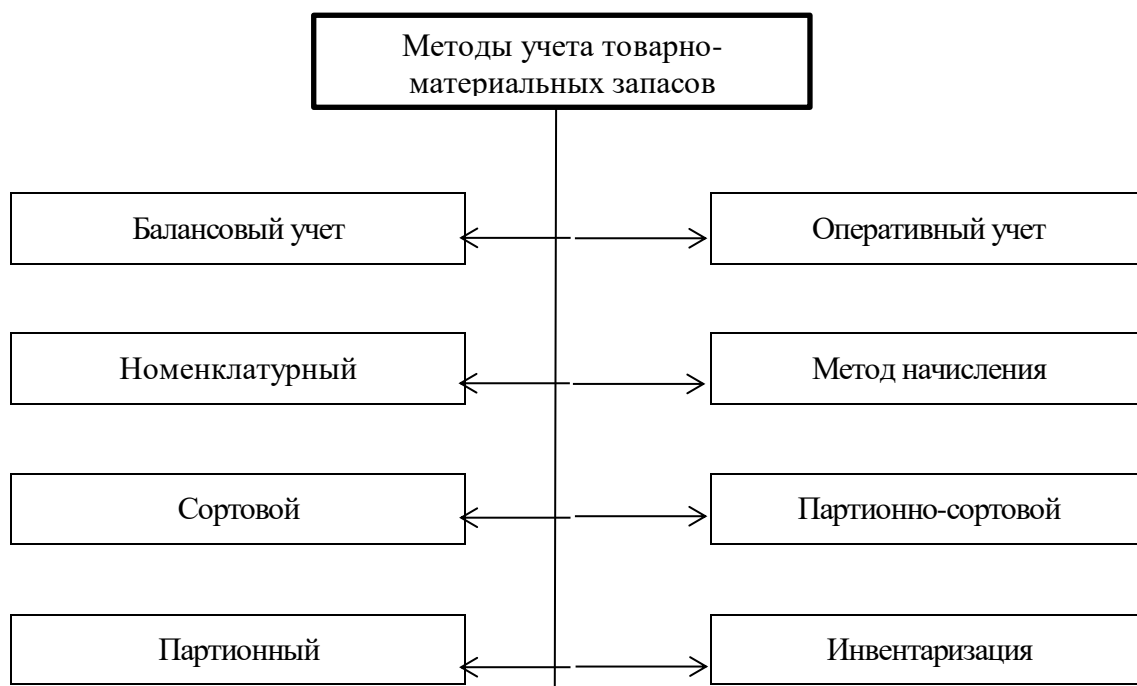 Методы учета товарно-
материальных запасов
Балансовый учет
Оперативный учет
Номенклатурный
Метод начисления
Сортовой
Партионно-сортовой
Партионный
Инвентаризация